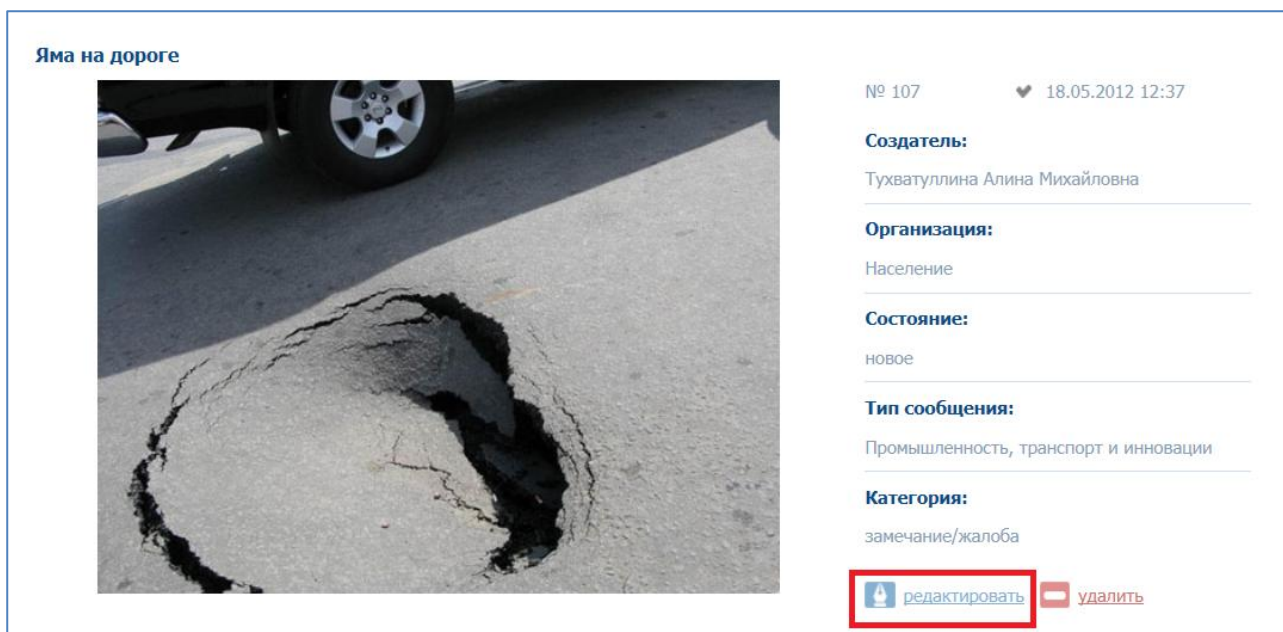 Яма на дороге
№ 107 18.05.2012 12:37
Создатель:
Тухватуллина Алина Михайловна
Организация:
Население
Состояние:
новое
Тип сообщения:
Промышленность, транспорт и инновации
Категория:
замечание/жалоба
редактировать удалить